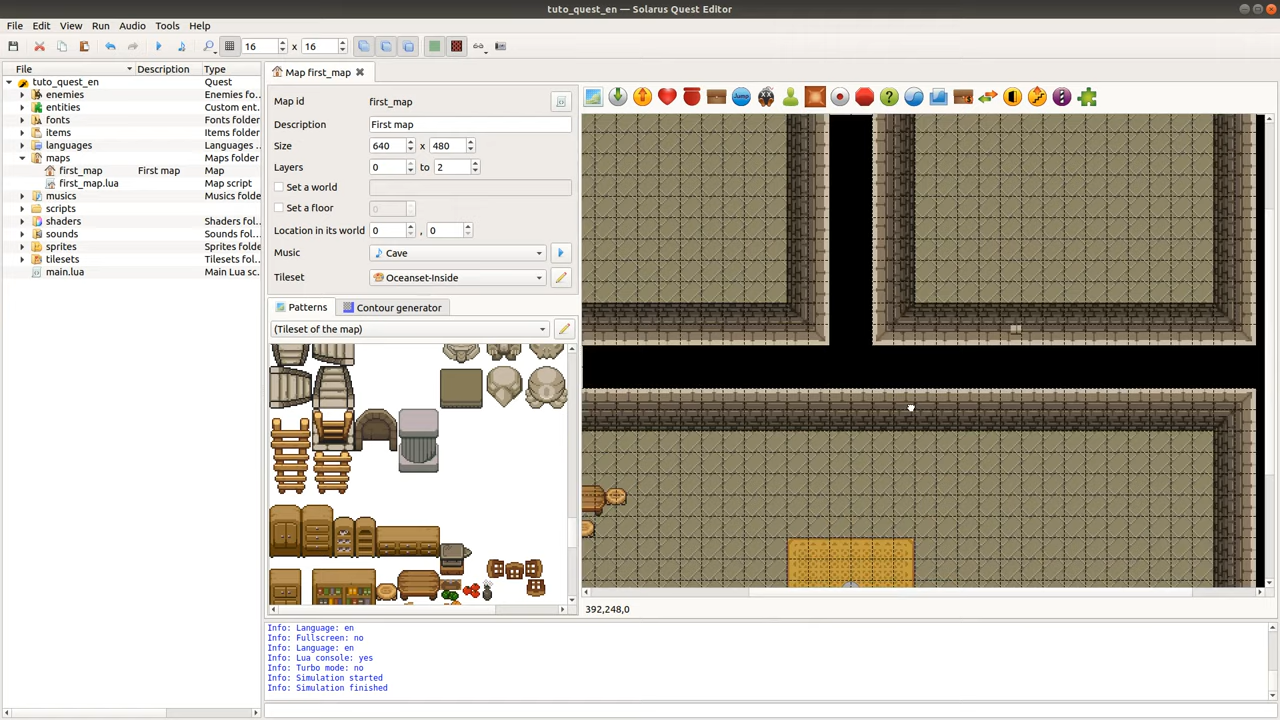 tuto_quest_en — Solarus Quest Editor
File Edit View Run Audio Tools Help
16 x 16
File Description Type
tuto_quest_en Quest
enemies Enemies fo...
entities Custom ent...
fonts Fonts folder
items Items folder
languages Languages ...
maps Maps folder
first_map First map Map
first_map.lua Map script
musics Musics folde...
scripts Folder
shaders Shaders fol...
sounds Sounds fol...
sprites Sprites folder
tilesets Tilesets fold...
main.lua Main Lua sc...
Map first_map
Map id first_map
Description First map
Size 640 x 480
Layers 0 to 2
Set a world
Set a floor 0
Location in its world 0 , 0
Music Cave
Tileset Oceanset-Inside
Patterns Contour generator
(Tileset of the map)
Jump
$
392,248,0
Info: Language: en
Info: Fullscreen: no
Info: Language: en
Info: Lua console: yes
Info: Turbo mode: no
Info: Simulation started
Info: Simulation finished